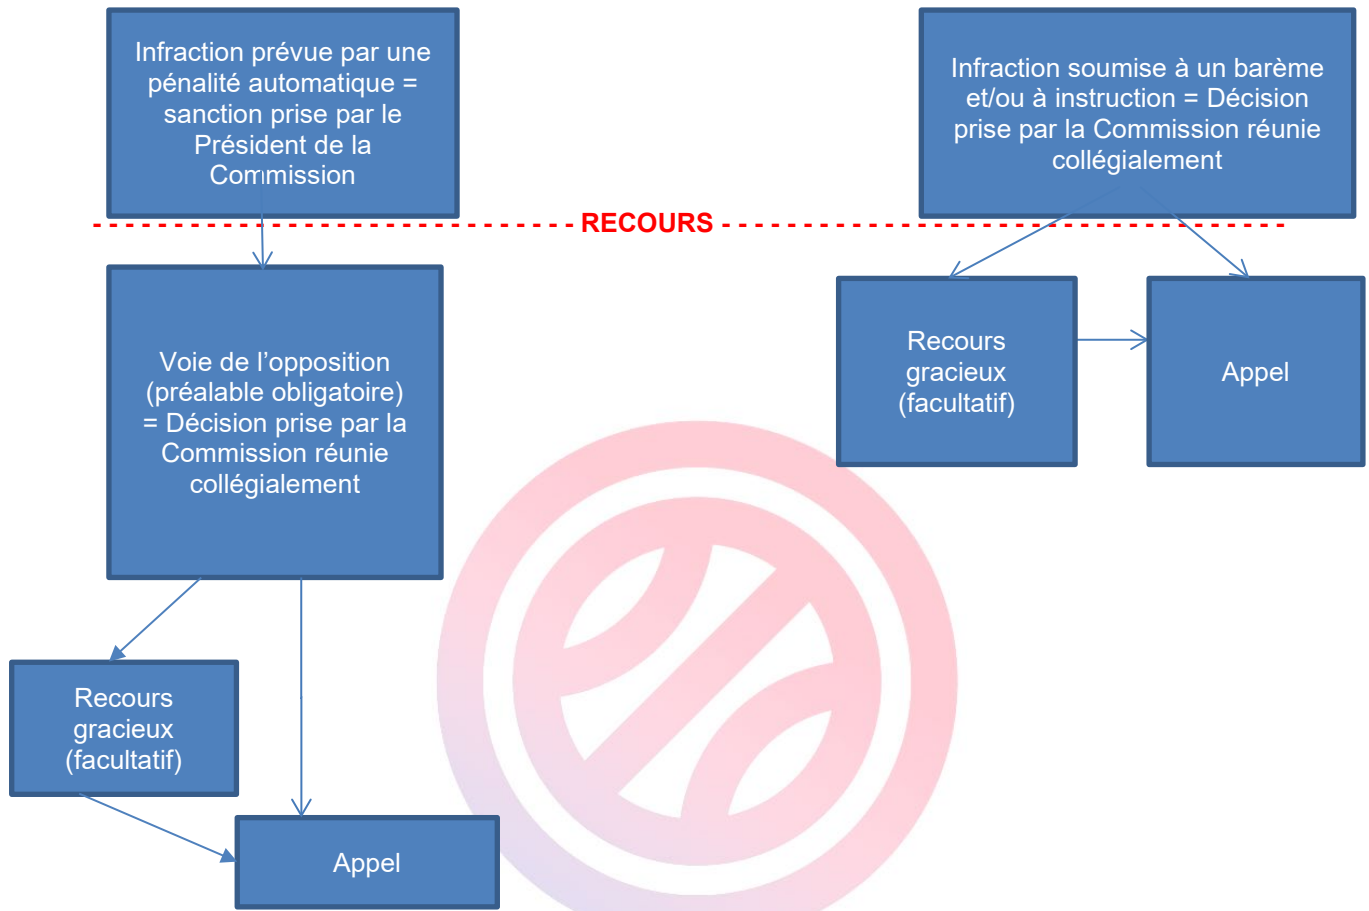 Infraction prévue par une
pénalité automatique =
sanction prise par le
Président de la
Commission
Infraction soumise à un barème
et/ou à instruction = Décision
prise par la Commission réunie
collégialement
RECOURS
Voie de l’opposition
(préalable obligatoire)
= Décision prise par la
Commission réunie
collégialement
Recours
gracieux
(facultatif)
Appel
Recours
gracieux
(facultatif)
Appel